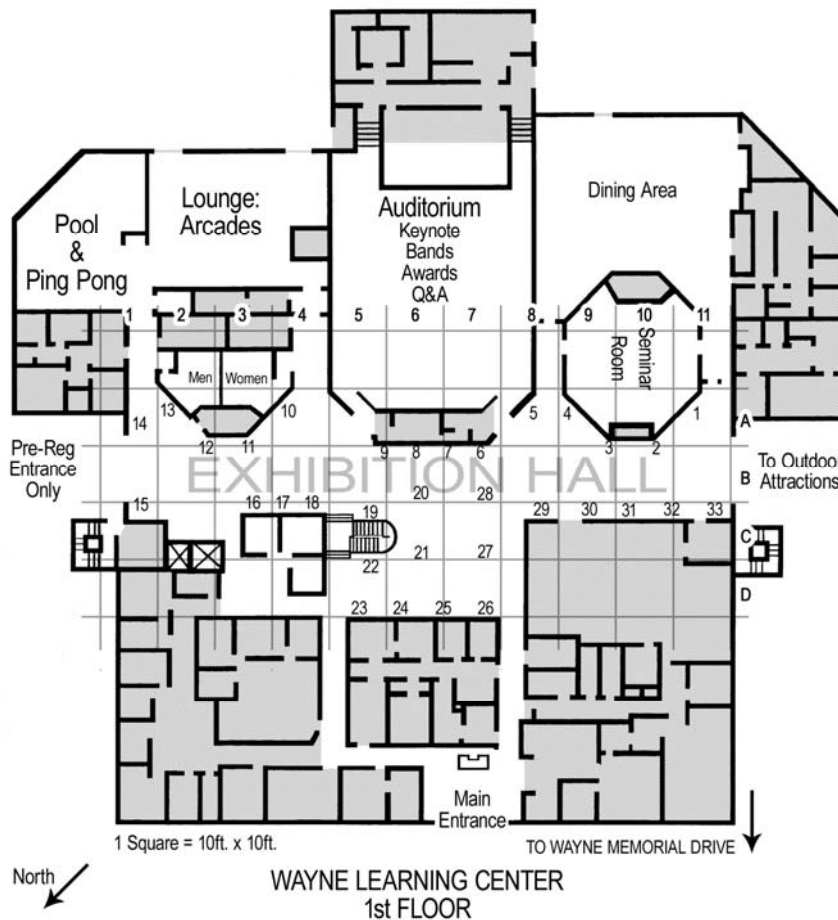 Dining Area
Lounge:
Arcades
Auditorium
Keynote
Bands
Awards
Q&A
Pool
&
Ping Pong
1 2 3 4 5 6 7 8 9 10 11
Seminar
Room
Men Women
13 10 5 4 1
14 A
12 11 9 8 7 6 3 2
Pre-Reg
Entrance
Only
EXHIBITION HALL
To Outdoor
Attractions
B
15 16 17 18 19 20 28 29 30 31 32 33
C
22 21 27
D
23 24 25 26
Main
Entrance
1 Square = 10ft. x 10ft.
TO WAYNE MEMORIAL DRIVE
North
WAYNE LEARNING CENTER
1st FLOOR